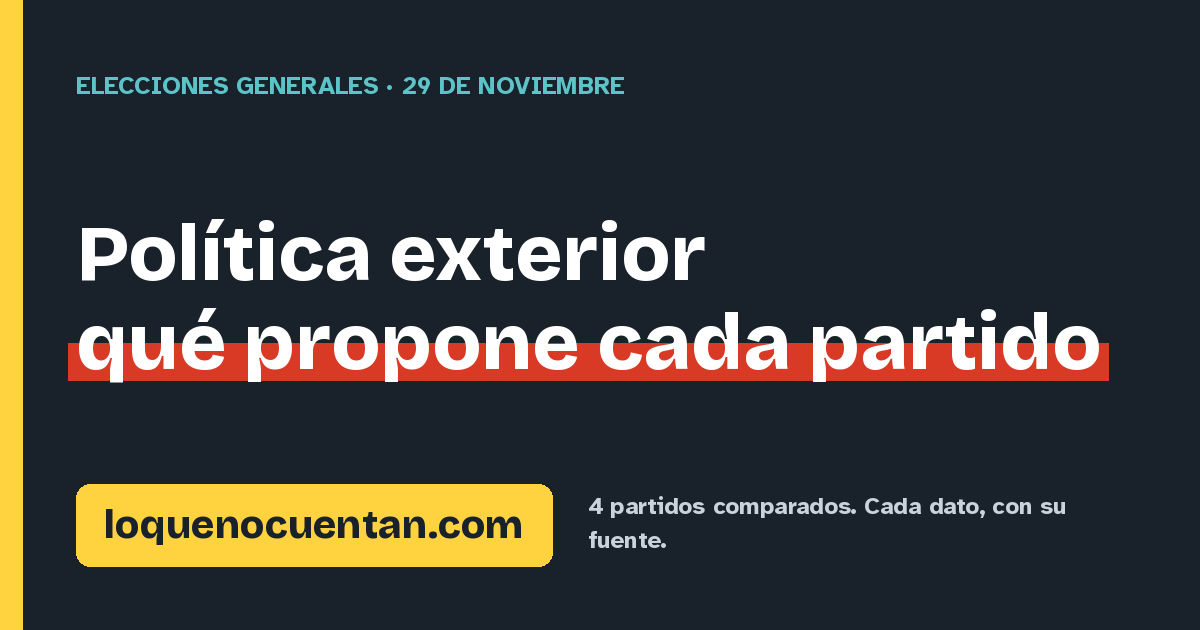 ELECCIONES GENERALES · 29 DE NOVIEMBRE
Política exterior
qué propone cada partido
loquenocuentan.com
4 partidos comparados. Cada dato, con su
fuente.